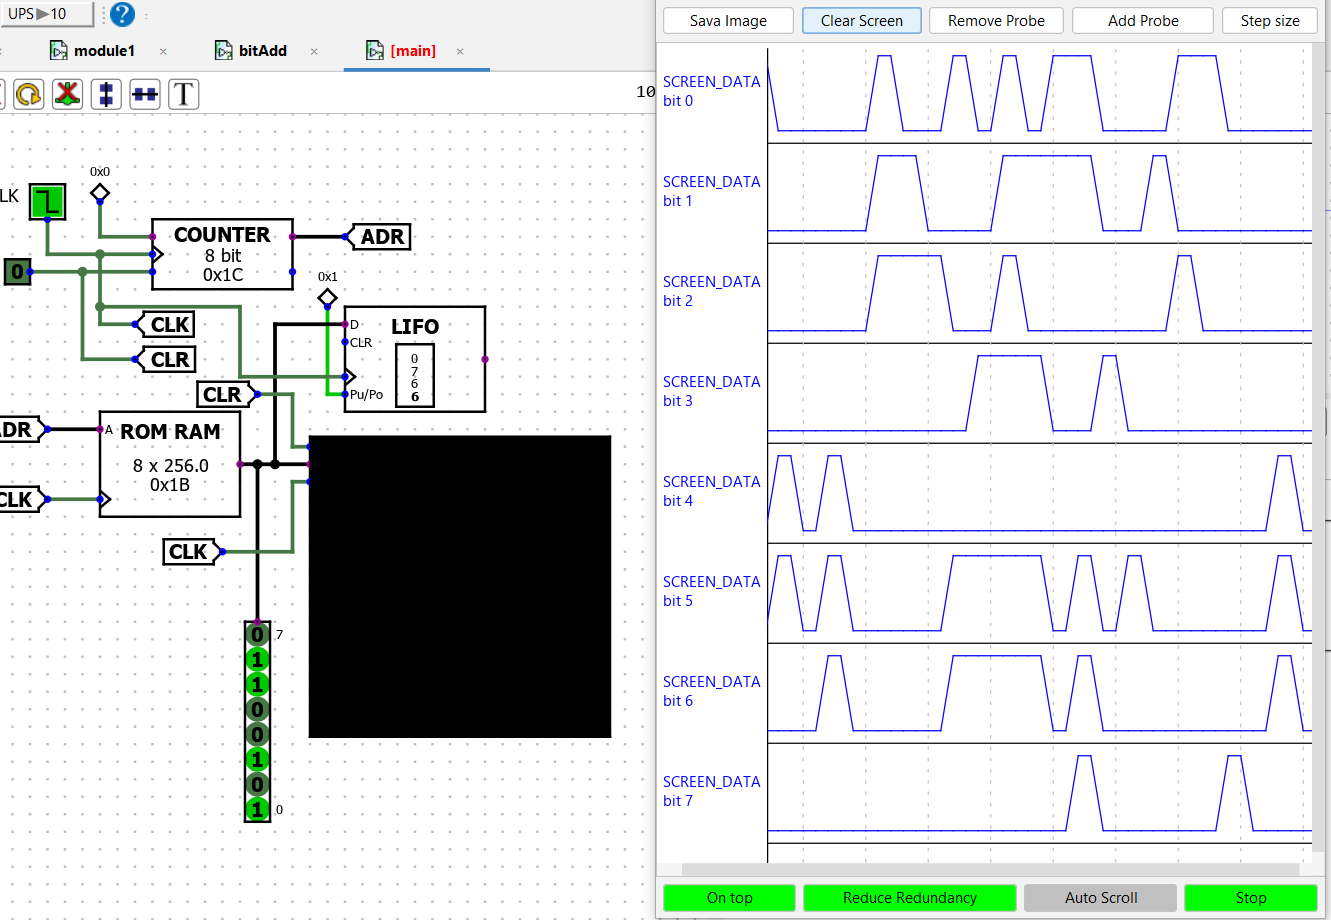 UPS▶10
module1
bitAdd
[main]
T
10
LK
0x0
COUNTER
8 bit
0x1C
ADR
0
0x1
CLK
CLR
D
LIFO
CLR
0
7
6
6
Pu/Po
CLR
DR
A
ROM RAM
8 x 256.0
0x1B
CLK
CLK
0
7
1
1
0
0
1
0
1
0
Sava Image
Clear Screen
Remove Probe
Add Probe
Step size
SCREEN_DATA
bit 0
SCREEN_DATA
bit 1
SCREEN_DATA
bit 2
SCREEN_DATA
bit 3
SCREEN_DATA
bit 4
SCREEN_DATA
bit 5
SCREEN_DATA
bit 6
SCREEN_DATA
bit 7
On top
Reduce Redundancy
Auto Scroll
Stop